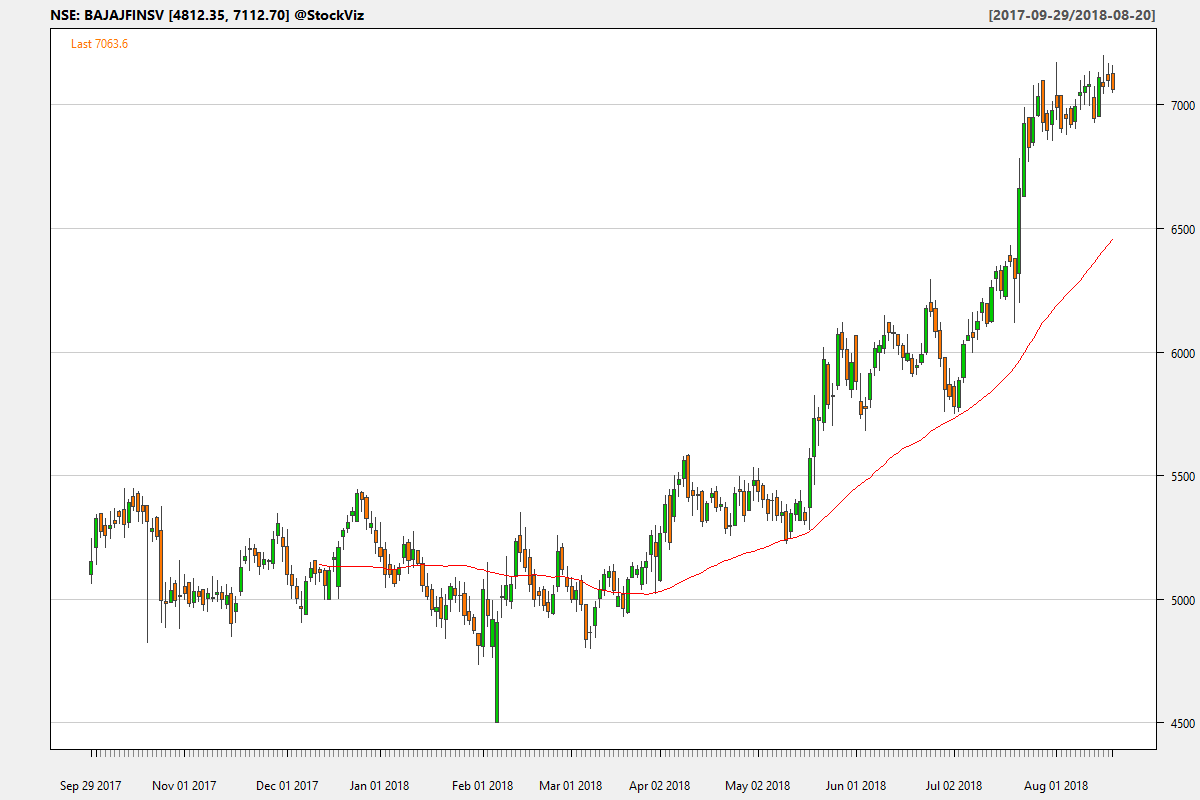 NSE: BAJAJFINSV [4812.35, 7112.70] @StockViz
[2017-09-29/2018-08-20]
Last 7063.6
7000
6500
6000
5500
5000
4500
Sep 29 2017
Nov 01 2017
Dec 01 2017
Jan 01 2018
Feb 01 2018
Mar 01 2018
Apr 02 2018
May 02 2018
Jun 01 2018
Jul 02 2018
Aug 01 2018